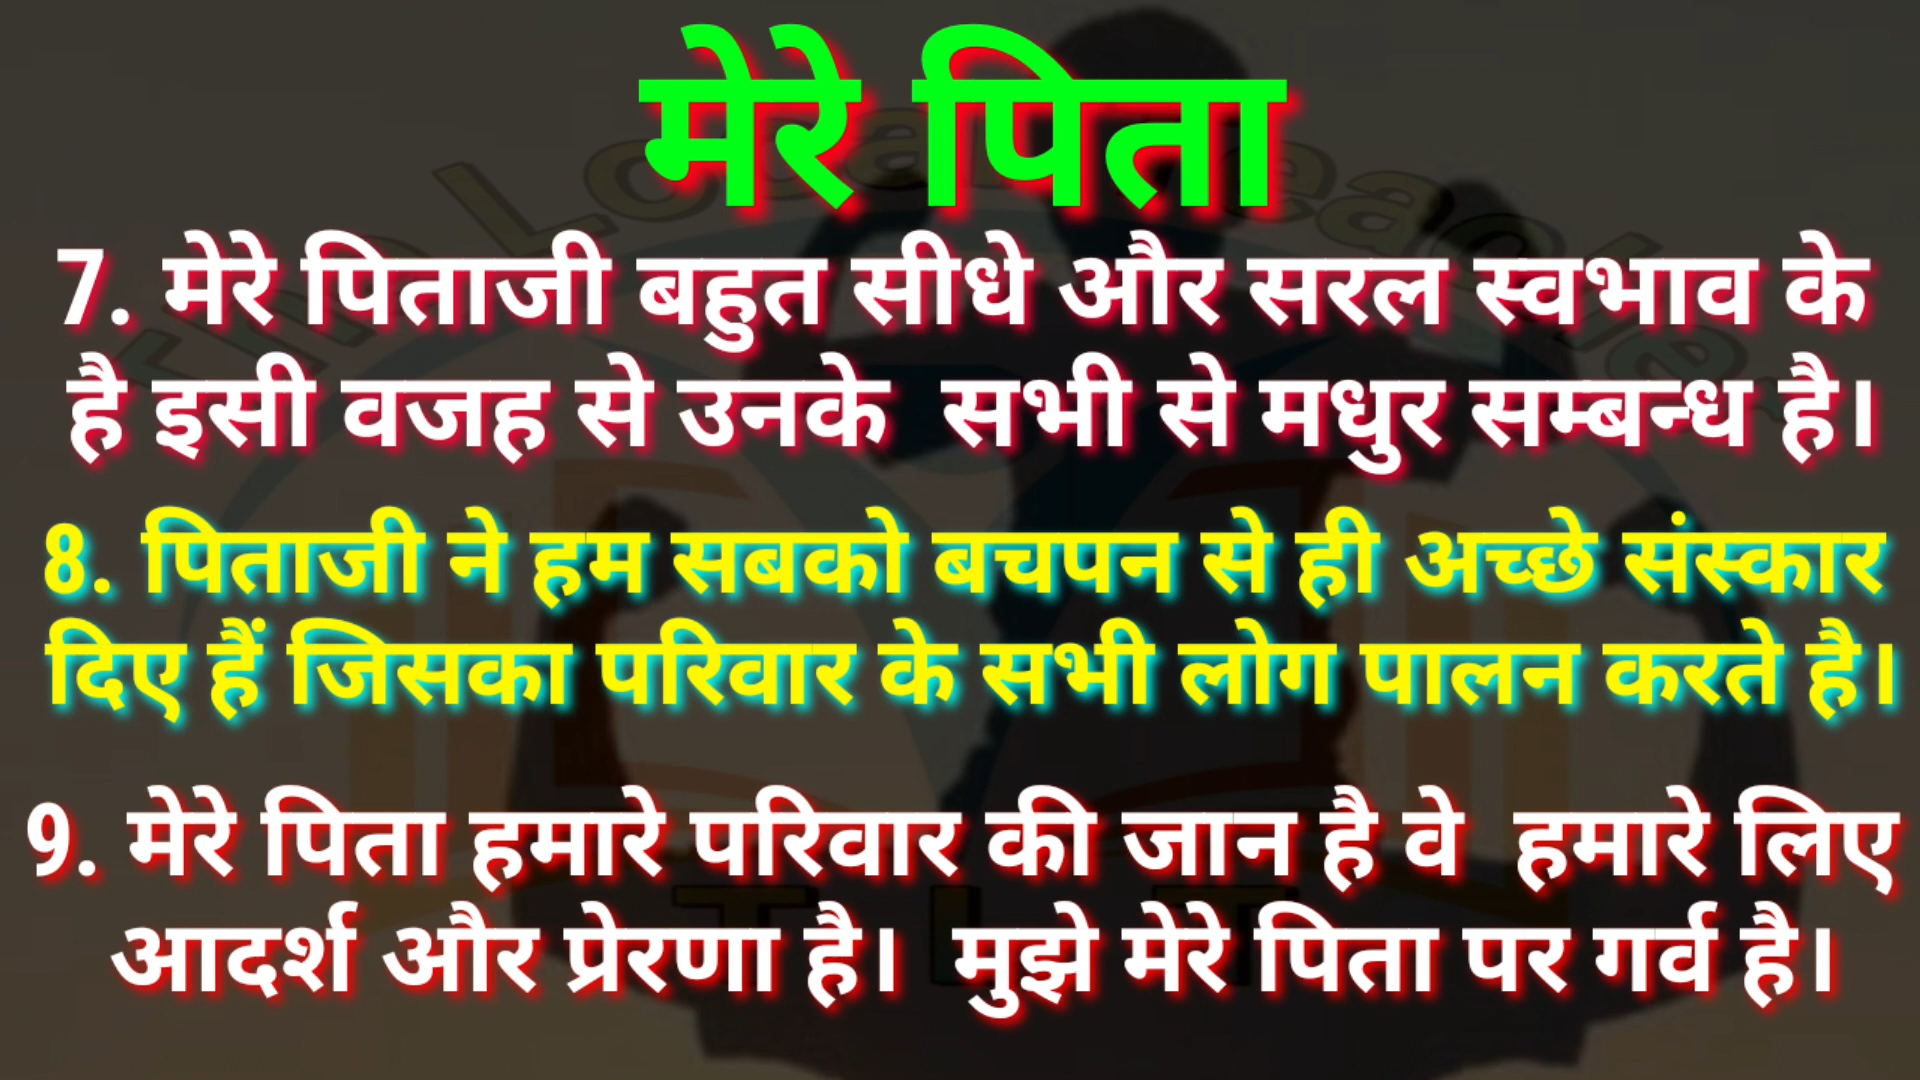 मेरे पिता
7. मेरे पिताजी बहुत सीधे और सरल स्वभाव के
है इसी वजह से उनके सभी से मधुर सम्बन्ध है।
8. पिताजी ने हम सबको बचपन से ही अच्छे संस्कार
दिए हैं जिसका परिवार के सभी लोग पालन करते है।
9. मेरे पिता हमारे परिवार की जान है वे हमारे लिए
आदर्श और प्रेरणा है। मुझे मेरे पिता पर गर्व है।
TLT